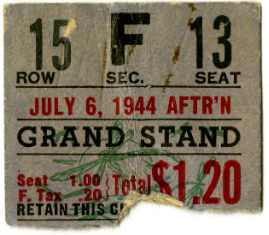 15 F 13
ROW SEC. SEAT
JULY 6, 1944 AFTR'N
GRAND STAND
Seat 1.00 } Total $1.20
F. Tax .20
RETAIN THIS